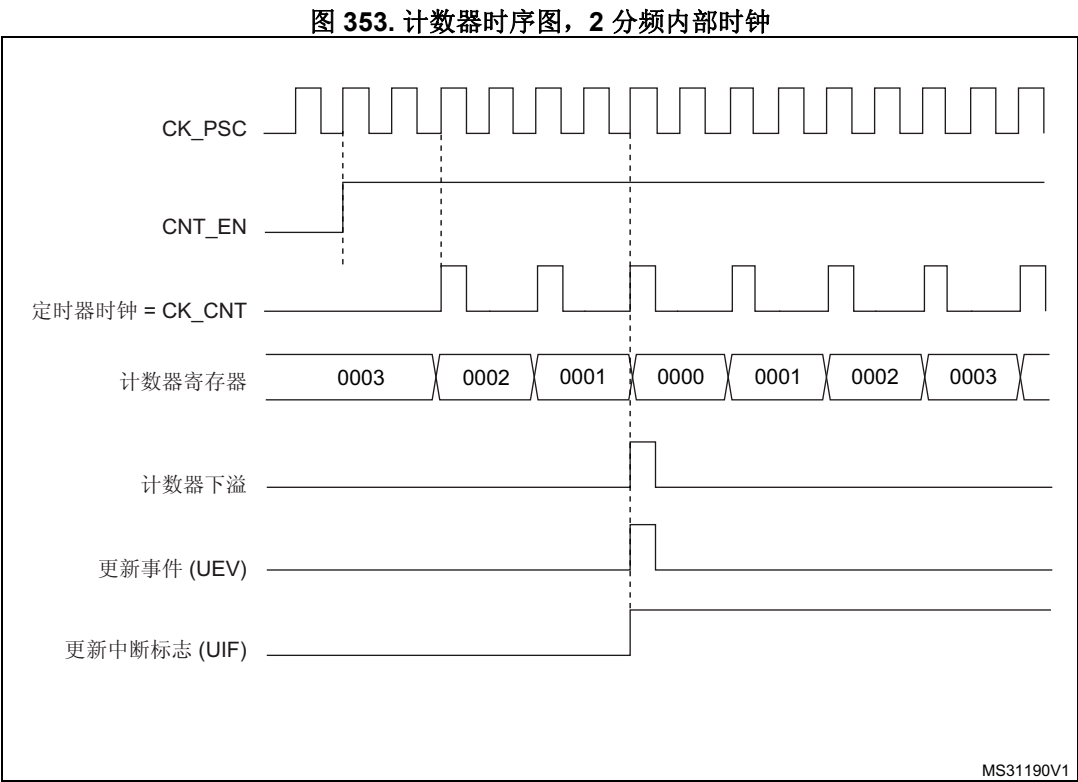 图 353. 计数器时序图，2 分频内部时钟
CK_PSC
CNT_EN
定时器时钟 = CK_CNT
计数器寄存器 0003 0002 0001 0000 0001 0002 0003
计数器下溢
更新事件 (UEV)
更新中断标志 (UIF)
MS31190V1